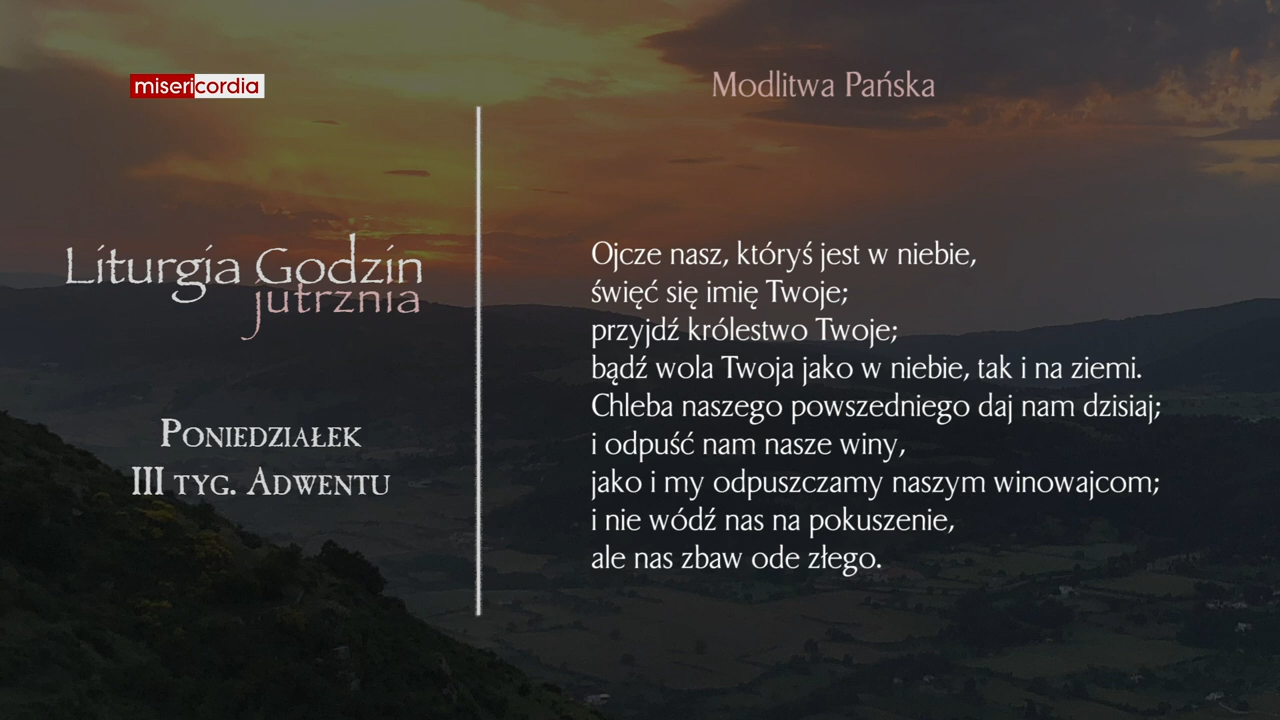 misericordia
Liturgia Godzin
jutrznia
Poniedziałek
III tyg. Adwentu
Modlitwa Pańska
Ojcze nasz, któryś jest w niebie,
święć się imię Twoje;
przyjdź królestwo Twoje;
bądź wola Twoja jako w niebie, tak i na ziemi.
Chleba naszego powszedniego daj nam dzisiaj;
i odpuść nam nasze winy,
jako i my odpuszczamy naszym winowajcom;
i nie wódź nas na pokuszenie,
ale nas zbaw ode złego.